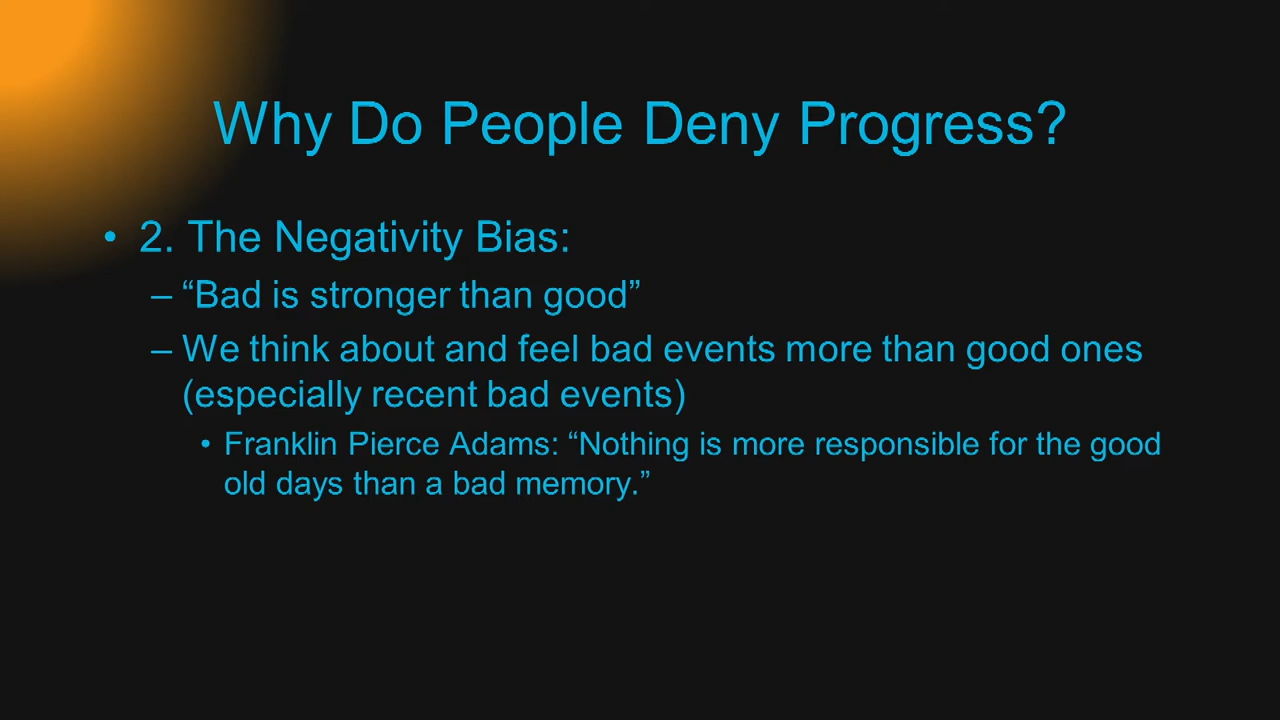 Why Do People Deny Progress?
• 2. The Negativity Bias:
– “Bad is stronger than good”
– We think about and feel bad events more than good ones
(especially recent bad events)
• Franklin Pierce Adams: “Nothing is more responsible for the good
old days than a bad memory.”